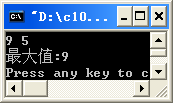 "D:\c10...
9 5
最大值:9
Press any key to c